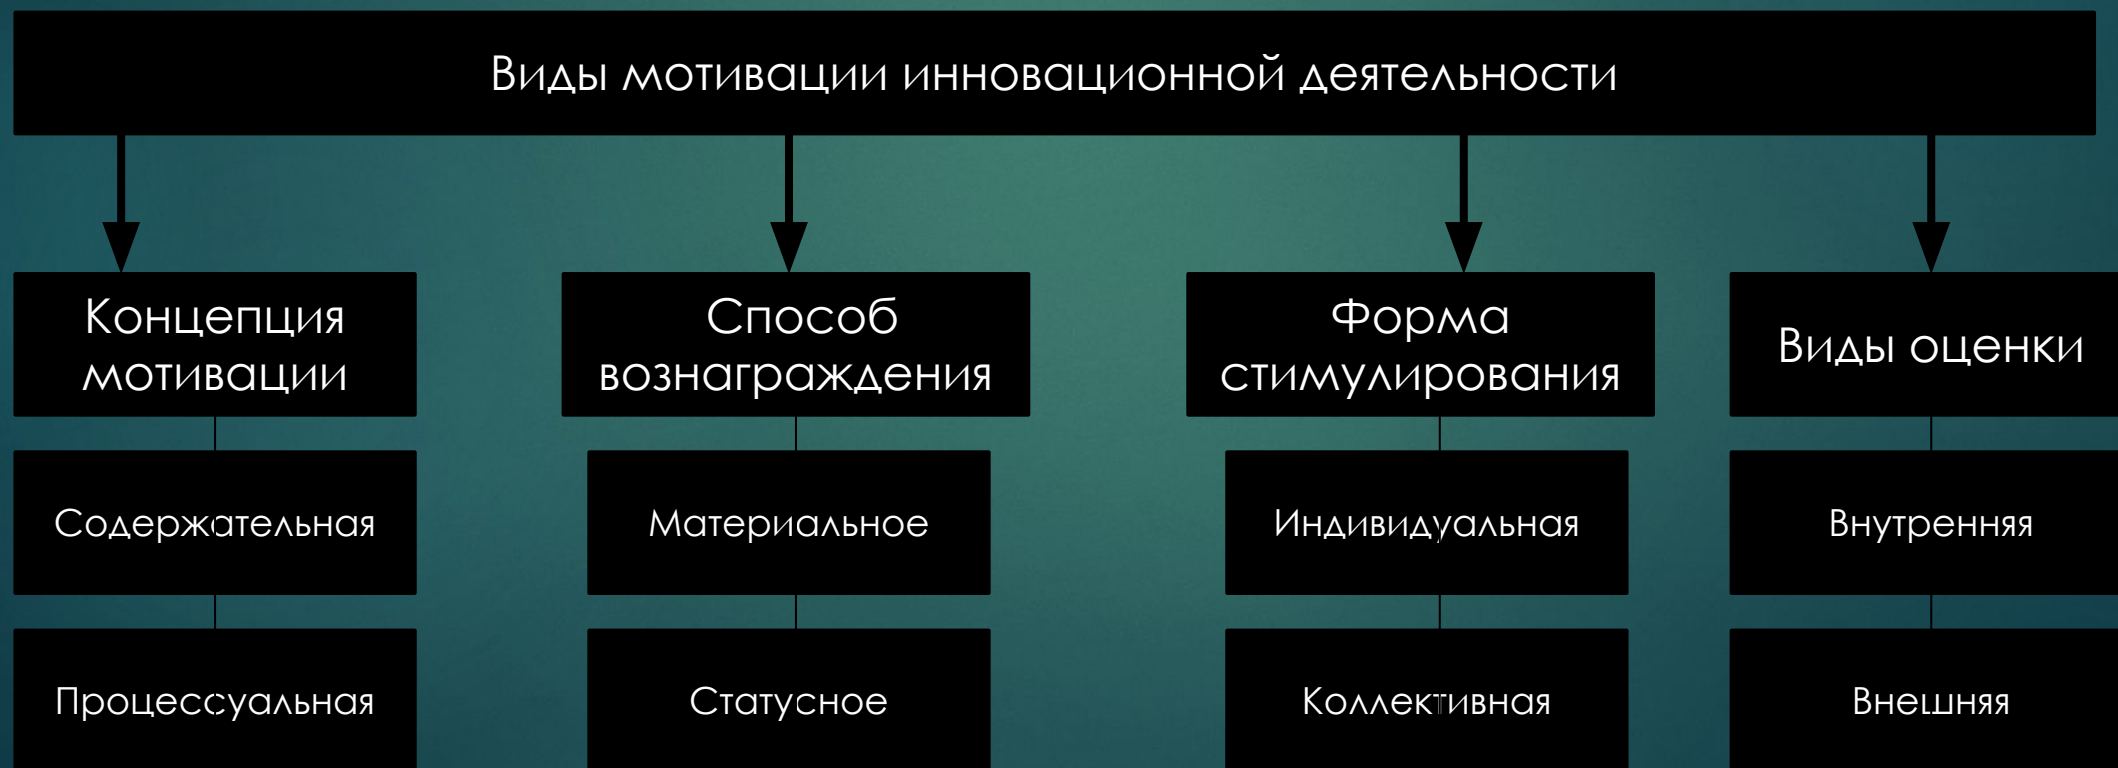 Виды мотивации инновационной деятельности
Концепция
мотивации
Способ
вознаграждения
Форма
стимулирования
Виды оценки
Содержательная
Материальное
Индивидуальная
Внутренняя
Процессуальная
Статусное
Коллективная
Внешняя